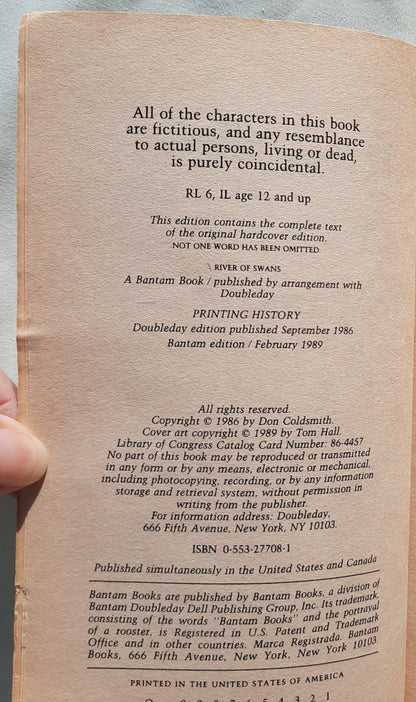 All of the characters in this book
are fictitious, and any resemblance
to actual persons, living or dead,
is purely coincidental.
RL 6, IL age 12 and up
This edition contains the complete text
of the original hardcover edition.
NOT ONE WORD HAS BEEN OMITTED.
RIVER OF SWANS
A Bantam Book / published by arrangement with
Doubleday
PRINTING HISTORY
Doubleday edition published September 1986
Bantam edition / February 1989
All rights reserved.
Copyright © 1986 by Don Coldsmith.
Cover art copyright © 1989 by Tom Hall.
Library of Congress Catalog Card Number: 86-4457
No part of this book may be reproduced or transmitted
in any form or by any means, electronic or mechanical,
including photocopying, recording, or by any information
storage and retrieval system, without permission in
writing from the publisher.
For information address: Doubleday,
666 Fifth Avenue, New York, NY 10103.
ISBN 0-553-27708-1
Published simultaneously in the United States and Canada
Bantam Books are published by Bantam Books, a division of
Bantam Doubleday Dell Publishing Group, Inc. Its trademark,
consisting of the words "Bantam Books" and the portrayal
of a rooster, is Registered in U.S. Patent and Trademark
Office and in other countries. Marca Registrada. Bantam
Books, 666 Fifth Avenue, New York, New York 10103.
PRINTED IN THE UNITED STATES OF AMERICA
7 6 5 4 3 2 1